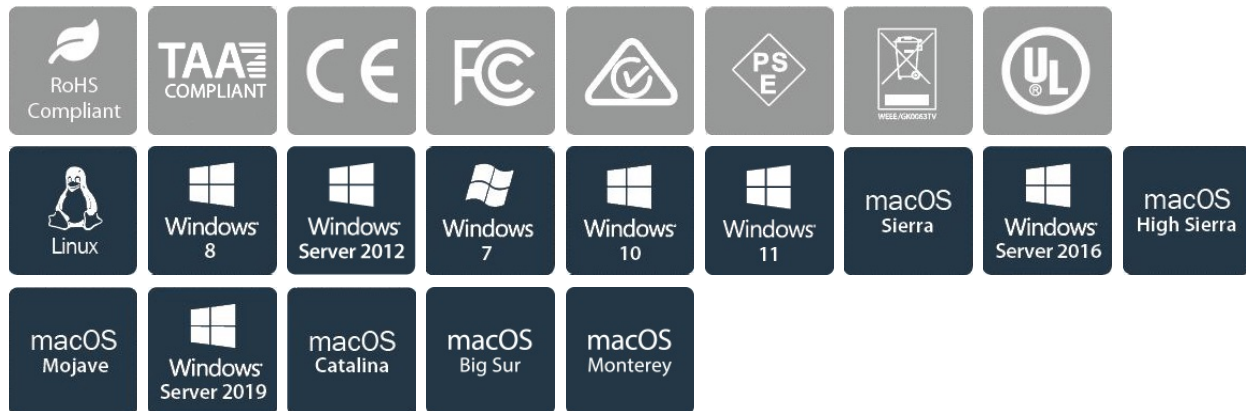 RoHS
Compliant
TAA
COMPLIANT
CE
FC
PS
E
WEEE/GK0083TV
UL
®
Linux
Windows
8
Windows
Server 2012
Windows
7
Windows
10
Windows
11
macOS
Sierra
Windows
Server 2016
macOS
High Sierra
macOS
Mojave
Windows
Server 2019
macOS
Catalina
macOS
Big Sur
macOS
Monterey